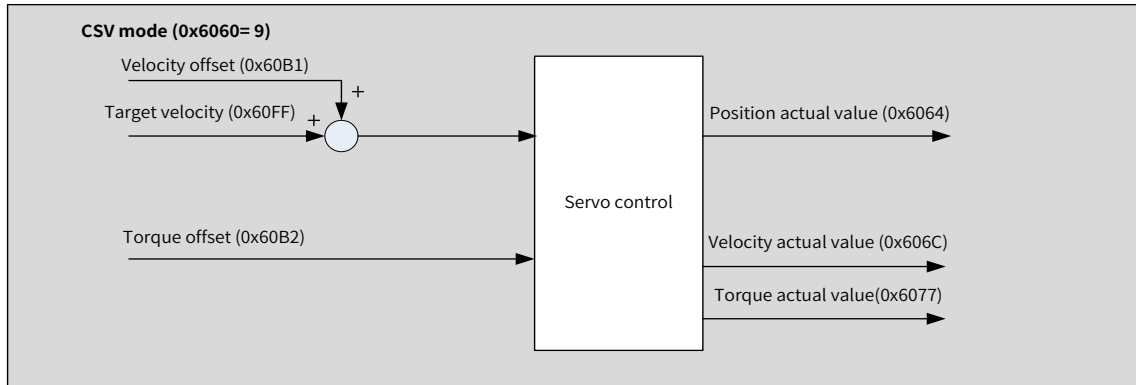 CSV mode (0x6060= 9)
Velocity offset (0x60B1)
+
Target velocity (0x60FF)
+
Position actual value (0x6064)
Servo control
Torque offset (0x60B2)
Velocity actual value (0x606C)
Torque actual value(0x6077)